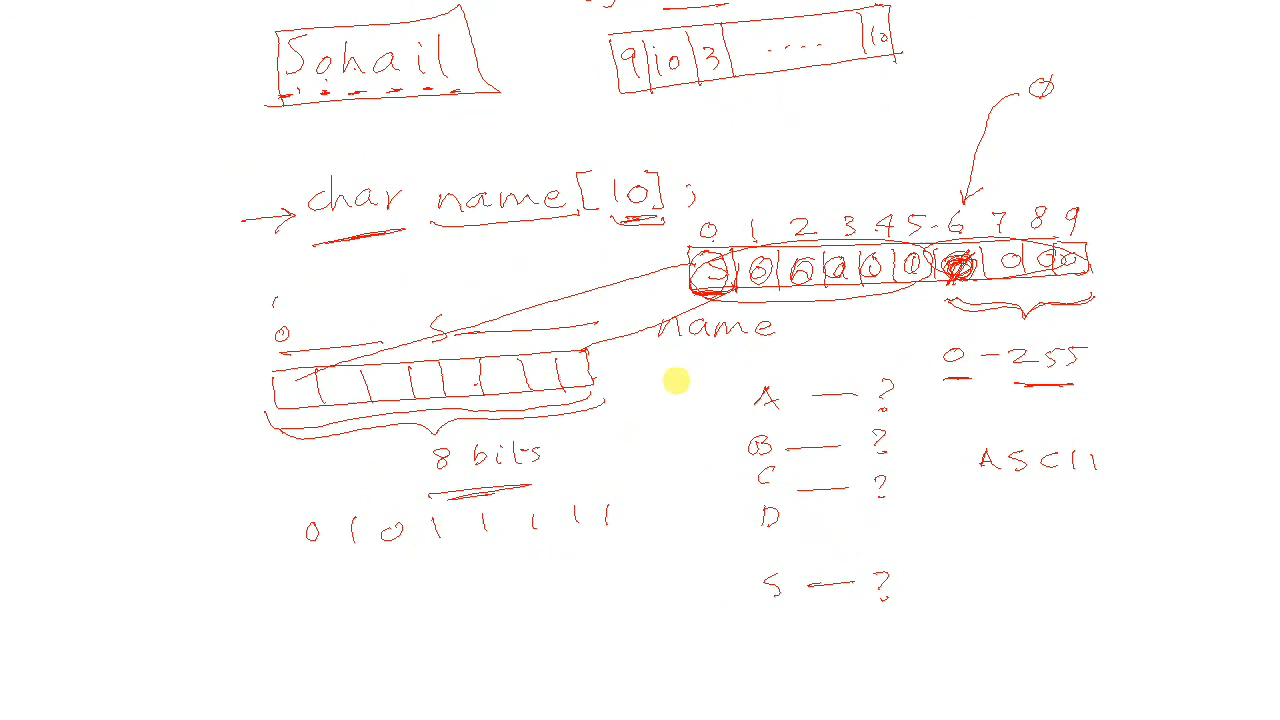 Sohail
9 10 3 .... 10
Ø
→ char name[10] ;
0 1 2 3 4 5 6 7 8 9
S
name
0 S
0 - 255
A — ?
B — ?
8 bits
ASCII
C — ?
D
0 1 0 1 1 1 1 1
S — ?